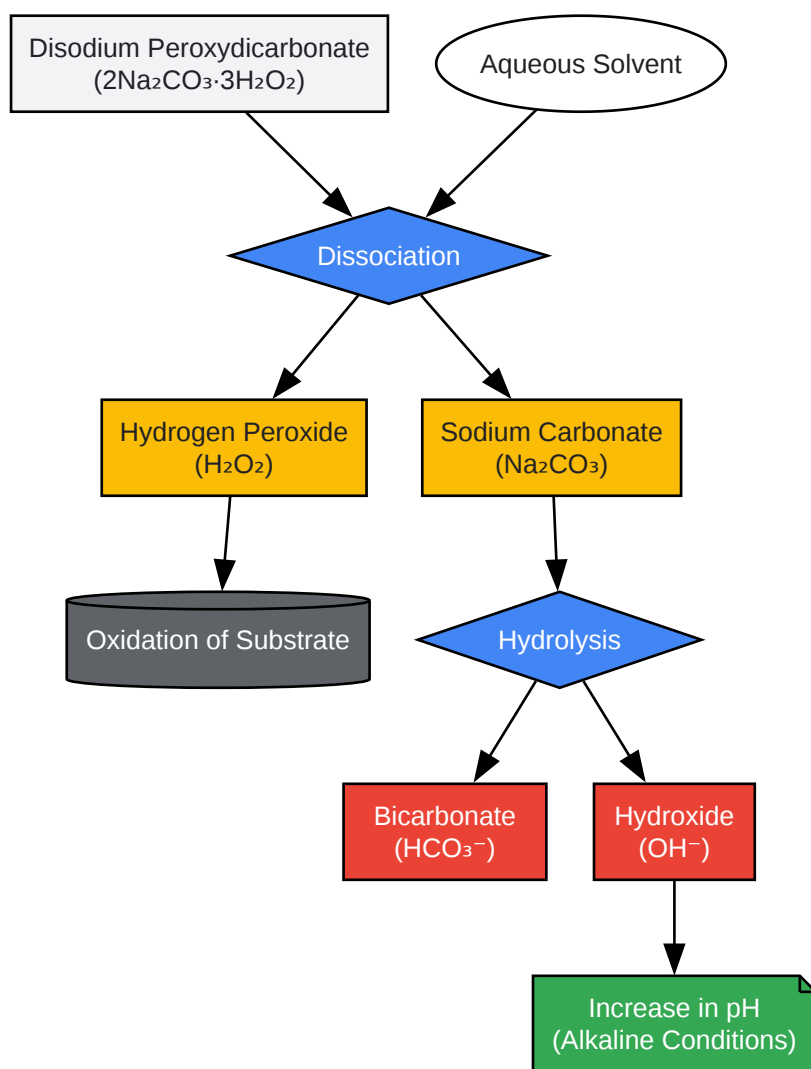 Disodium Peroxydicarbonate
(2Na₂CO₃·3H₂O₂)
Aqueous Solvent
Dissociation
Hydrogen Peroxide
(H₂O₂)
Sodium Carbonate
(Na₂CO₃)
Oxidation of Substrate
Hydrolysis
Bicarbonate
(HCO₃⁻)
Hydroxide
(OH⁻)
Increase in pH
(Alkaline Conditions)